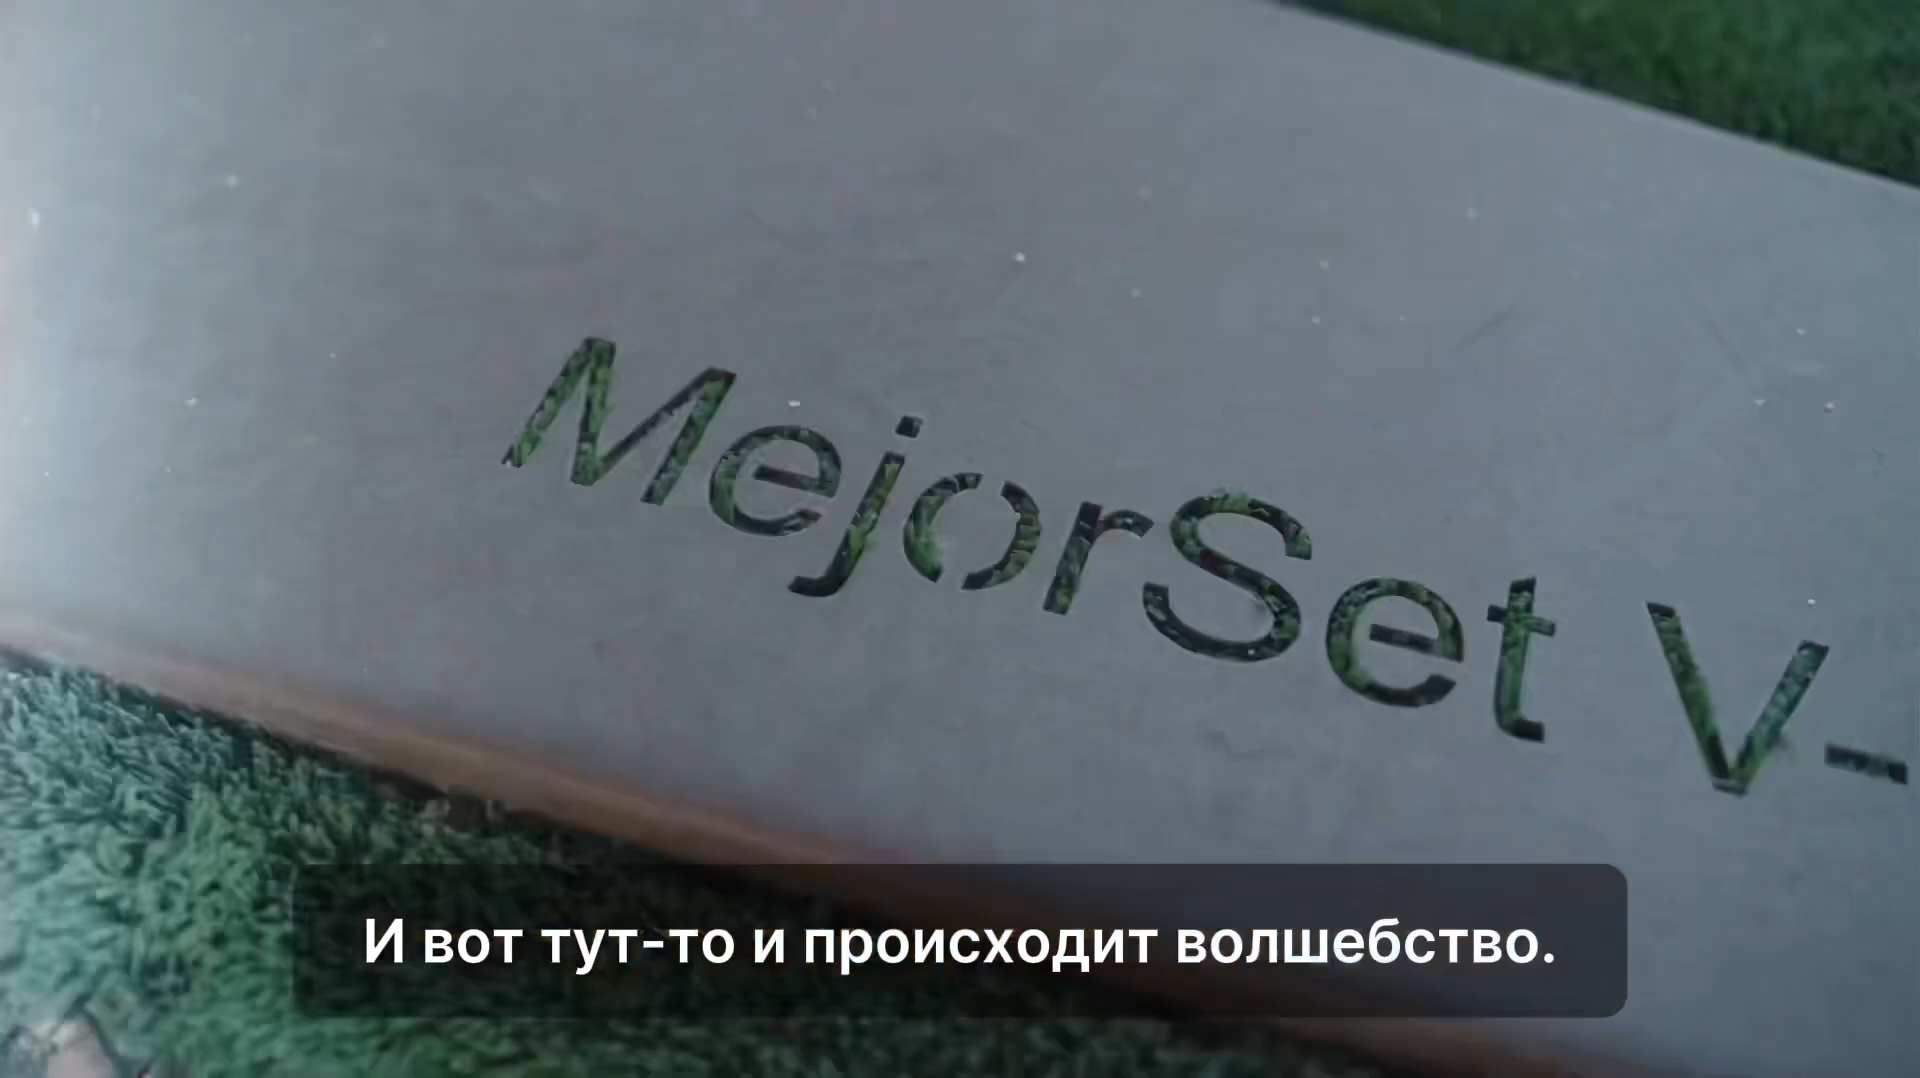 MejorSet V-
И вот тут-то и происходит волшебство.